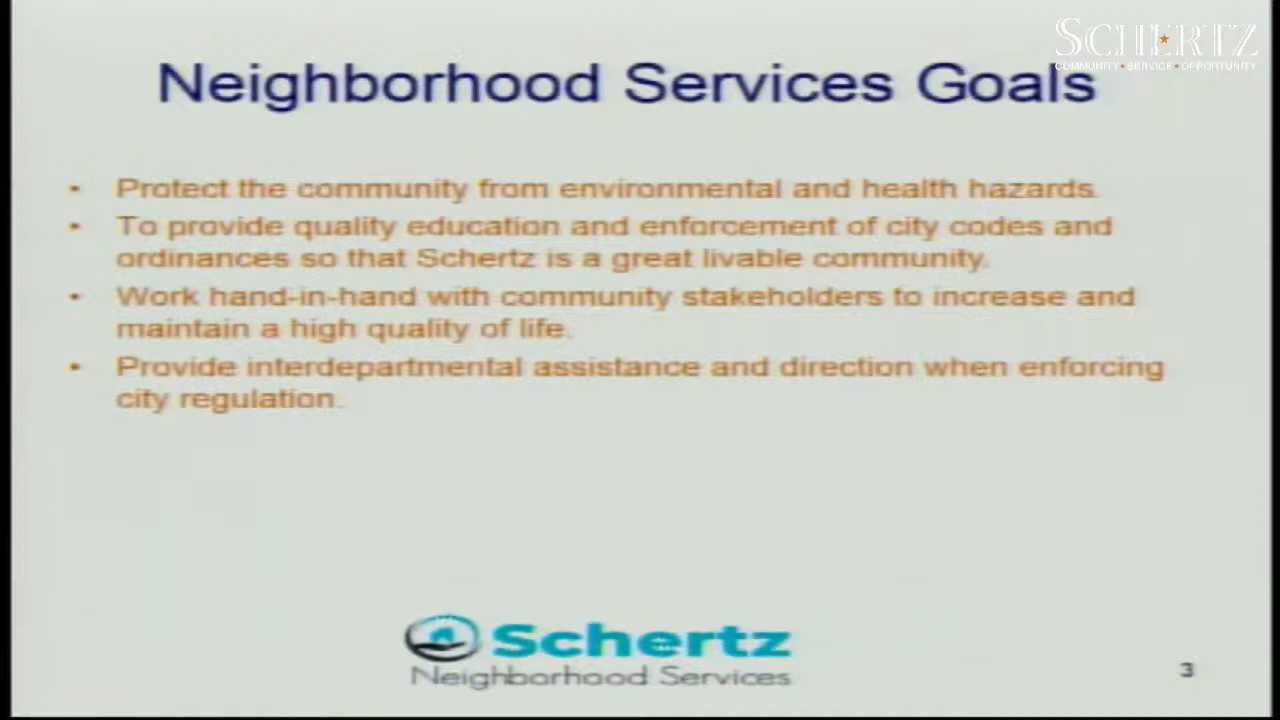 SCHERTZ
COMMUNITY★SERVICE★OPPORTUNITY
Neighborhood Services Goals
• Protect the community from environmental and health hazards.
• To provide quality education and enforcement of city codes and
ordinances so that Schertz is a great livable community.
• Work hand-in-hand with community stakeholders to increase and
maintain a high quality of life.
• Provide interdepartmental assistance and direction when enforcing
city regulation.
Schertz
Neighborhood Services
3